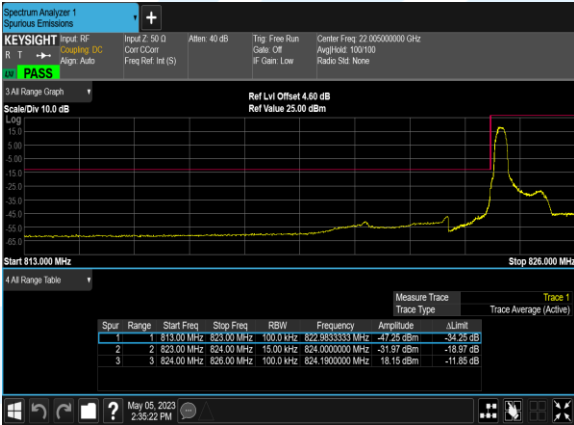 Spectrum Analyzer 1
Spurious Emissions
+
KEYSIGHT Input: RF Input Z: 50 Ω Atten: 40 dB Trig: Free Run Center Freq: 22.005000000 GHz
R T Coupling: DC Corr CCorr Gate: Off Avg|Hold: 100/100
Align: Auto Freq Ref: Int (S) IF Gain: Low Radio Std: None
LW PASS
3 All Range Graph Ref Lvl Offset 4.60 dB
Scale/Div 10.0 dB Ref Value 25.00 dBm
Log
15.0
5.00
-5.00
-15.0
-25.0
-35.0
-45.0
-55.0
-65.0
Start 813.000 MHz Stop 826.000 MHz
4 All Range Table
Measure Trace Trace 1
Trace Type Trace Average (Active)
Spur Range Start Freq Stop Freq RBW Frequency Amplitude ΔLimit
1 1 813.00 MHz 823.00 MHz 100.0 kHz 822.9833333 MHz -47.25 dBm -34.25 dB
2 2 823.00 MHz 824.00 MHz 15.00 kHz 824.0000000 MHz -31.97 dBm -18.97 dB
3 3 824.00 MHz 826.00 MHz 100.0 kHz 824.1900000 MHz 18.15 dBm -11.85 dB
? May 05, 2023
2:35:22 PM